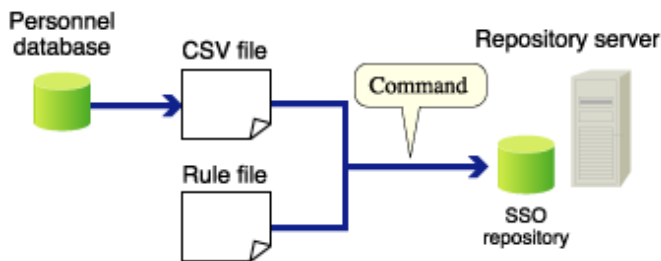 Personnel
database
CSV file
Repository server
Command
Rule file
SSO
repository